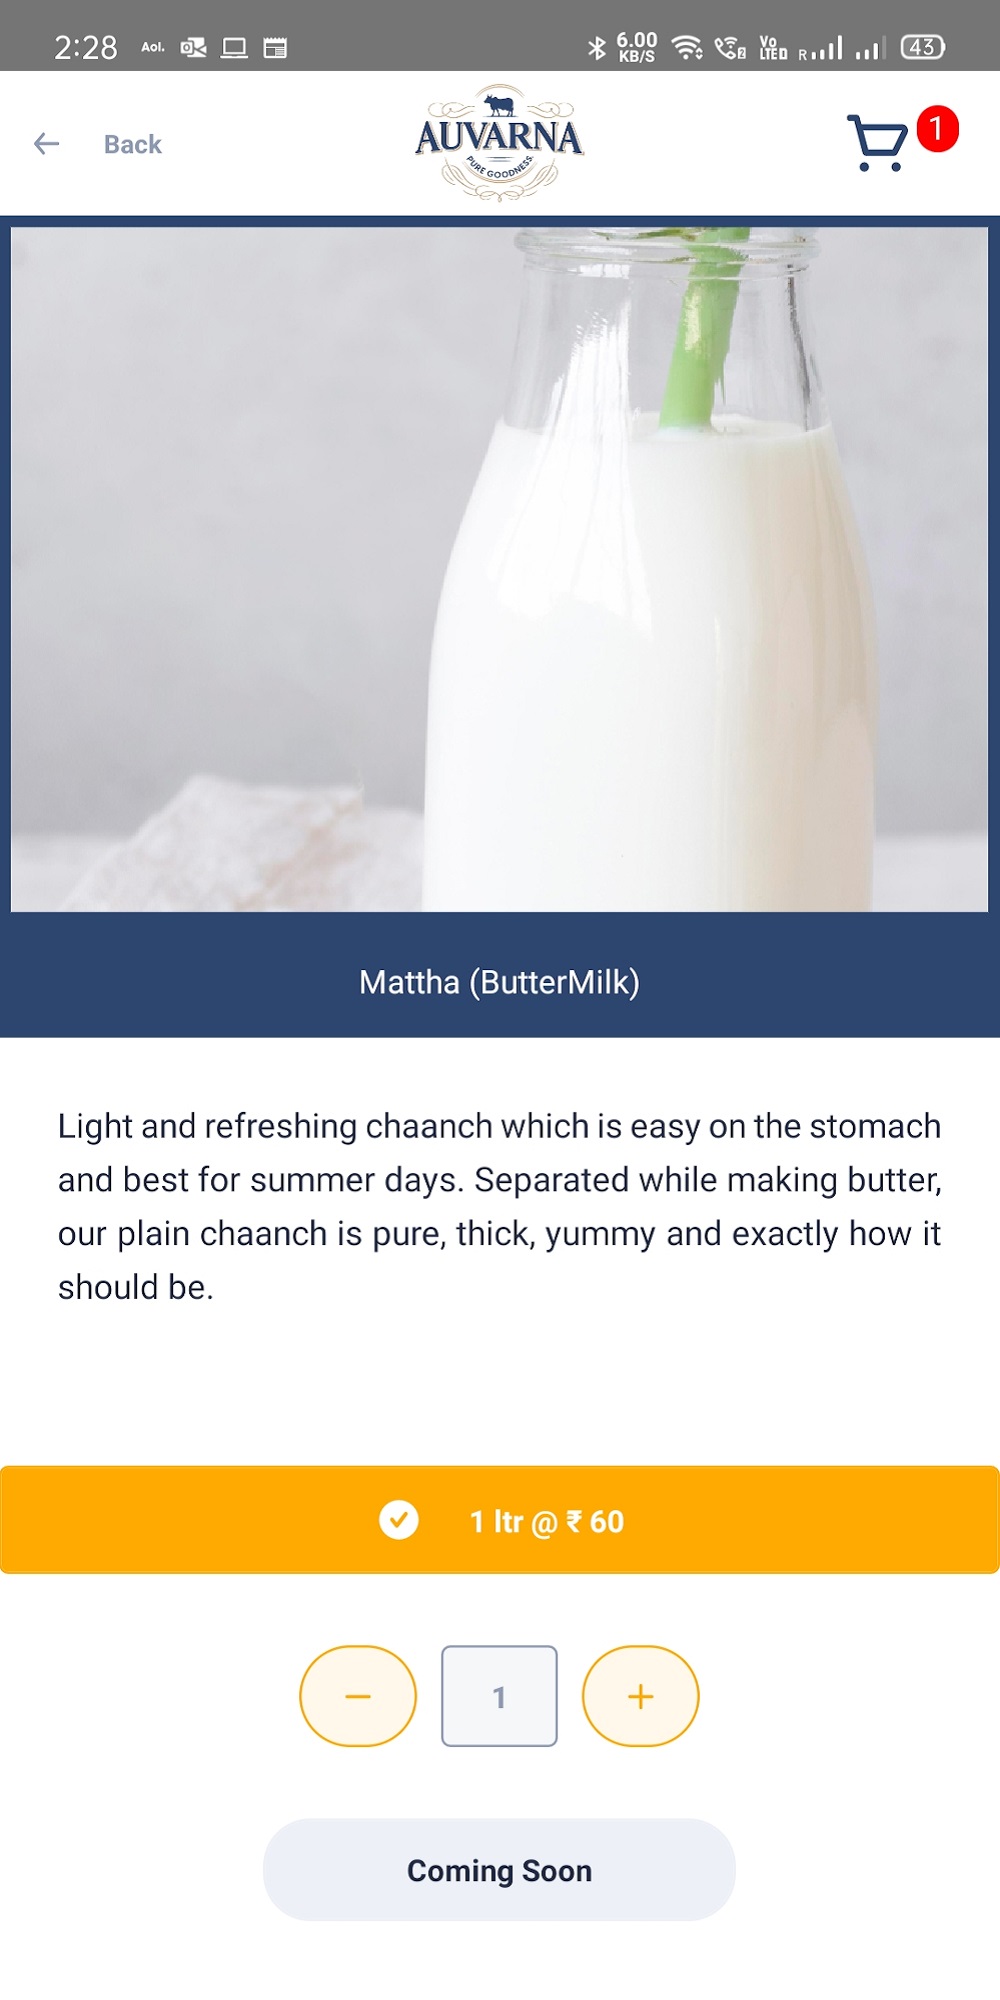 2:28 Aol. 6.00 KB/S Vo LTED 2 R 43
Back
AUVARNA
PURE GOODNESS
1
Mattha (ButterMilk)
Light and refreshing chaanch which is easy on the stomach
and best for summer days. Separated while making butter,
our plain chaanch is pure, thick, yummy and exactly how it
should be.
1 ltr @ ₹ 60
1
Coming Soon